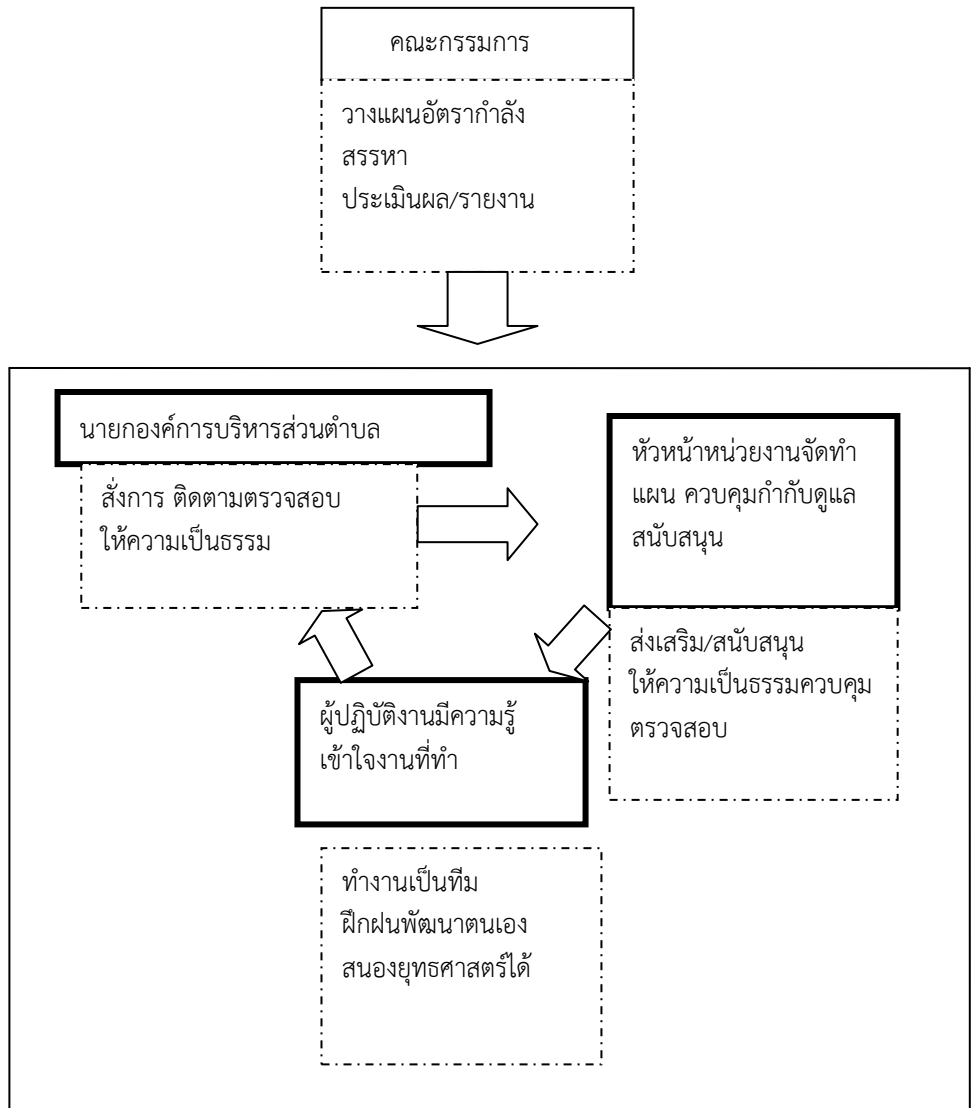 คณะกรรมการ
วางแผนอัตรากำลัง
สรรหา
ประเมินผล/รายงาน
นายกองค์การบริหารส่วนตำบล
สั่งการ ติดตามตรวจสอบ
ให้ความเป็นธรรม
หัวหน้าหน่วยงานจัดทำ
แผน ควบคุมกำกับดูแล
สนับสนุน
ส่งเสริม/สนับสนุน
ให้ความเป็นธรรมควบคุม
ตรวจสอบ
ผู้ปฏิบัติงานมีความรู้
เข้าใจงานที่ทำ
ทำงานเป็นทีม
ฝึกฝนพัฒนาตนเอง
สนองยุทธศาสตร์ได้